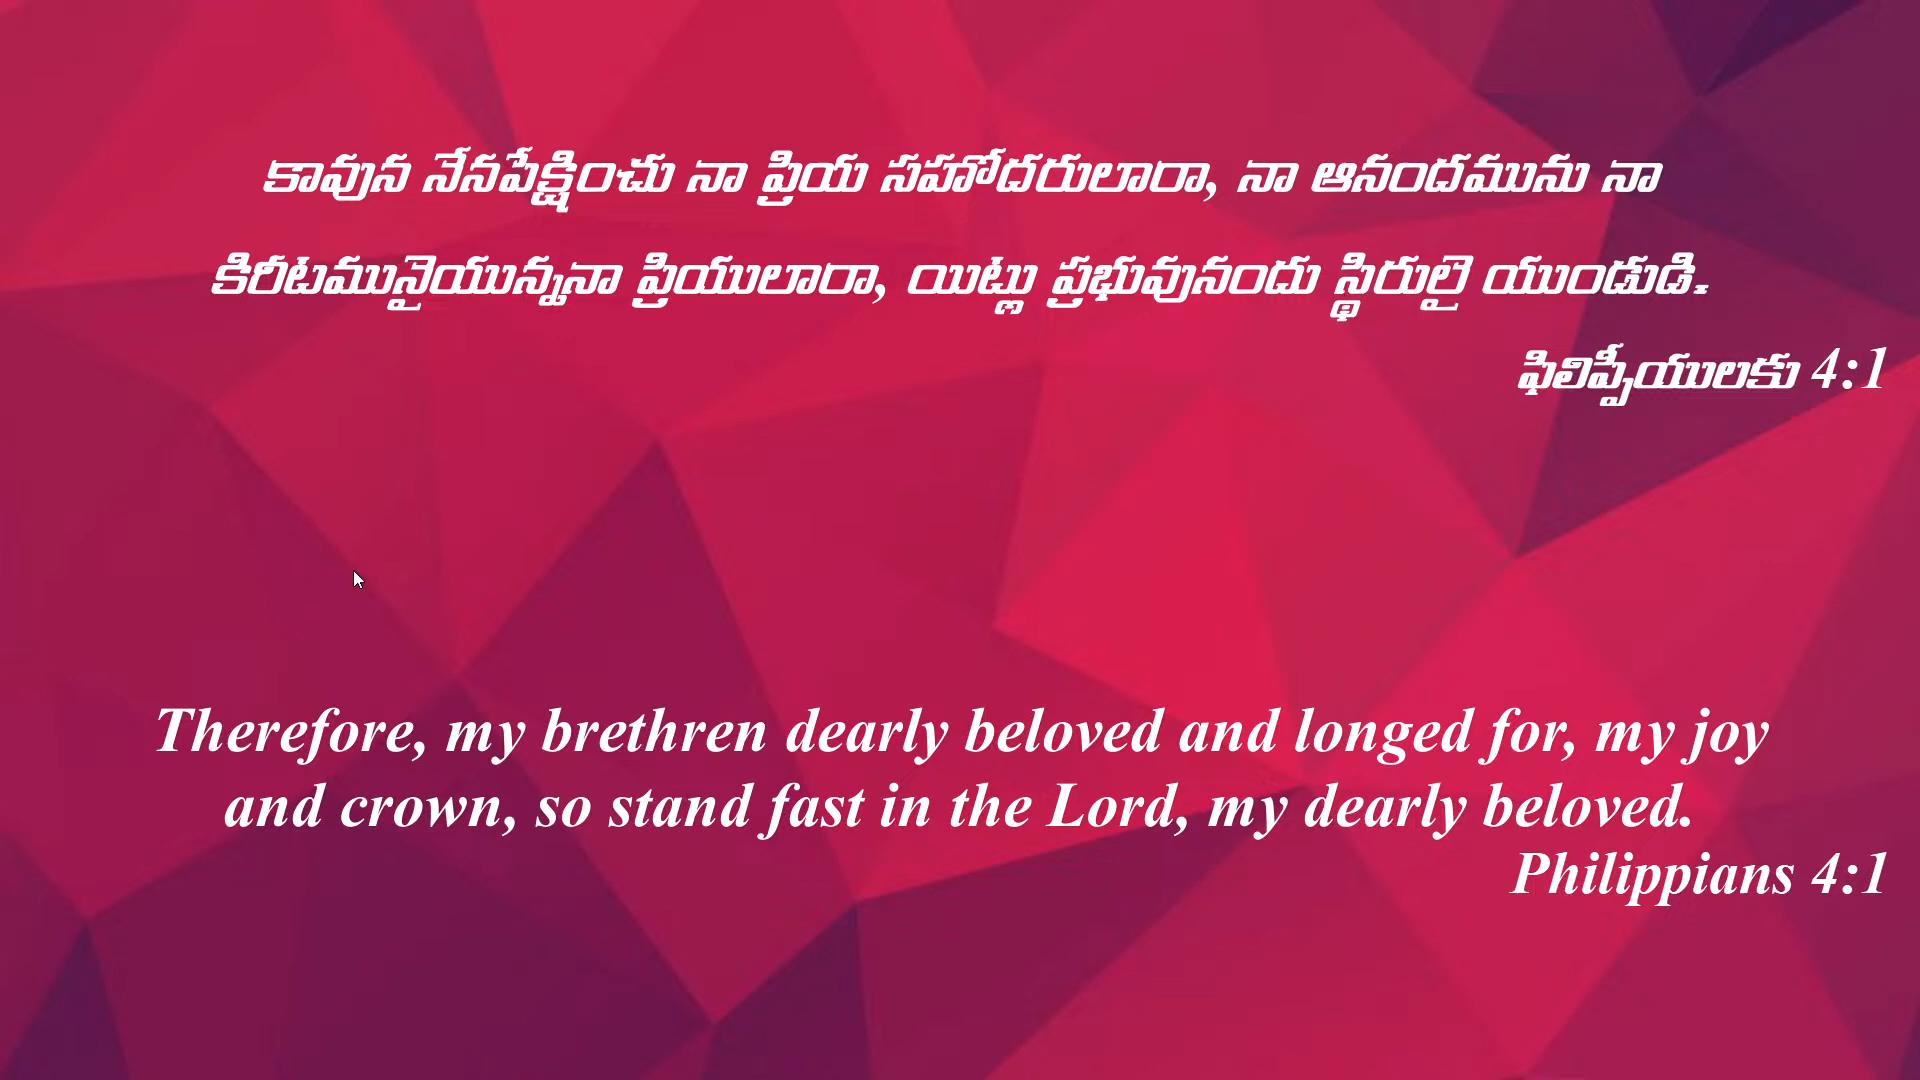 కావున నేనపేక్షించు నా ప్రియ సహోదరులారా, నా ఆనందమును నా
కిరీటమునైయున్ననా ప్రియులారా, యిట్లు ప్రభువునందు స్థిరులై యుండుడి.
ఫిలిప్పీయులకు 4:1
Therefore, my brethren dearly beloved and longed for, my joy
and crown, so stand fast in the Lord, my dearly beloved.
Philippians 4:1